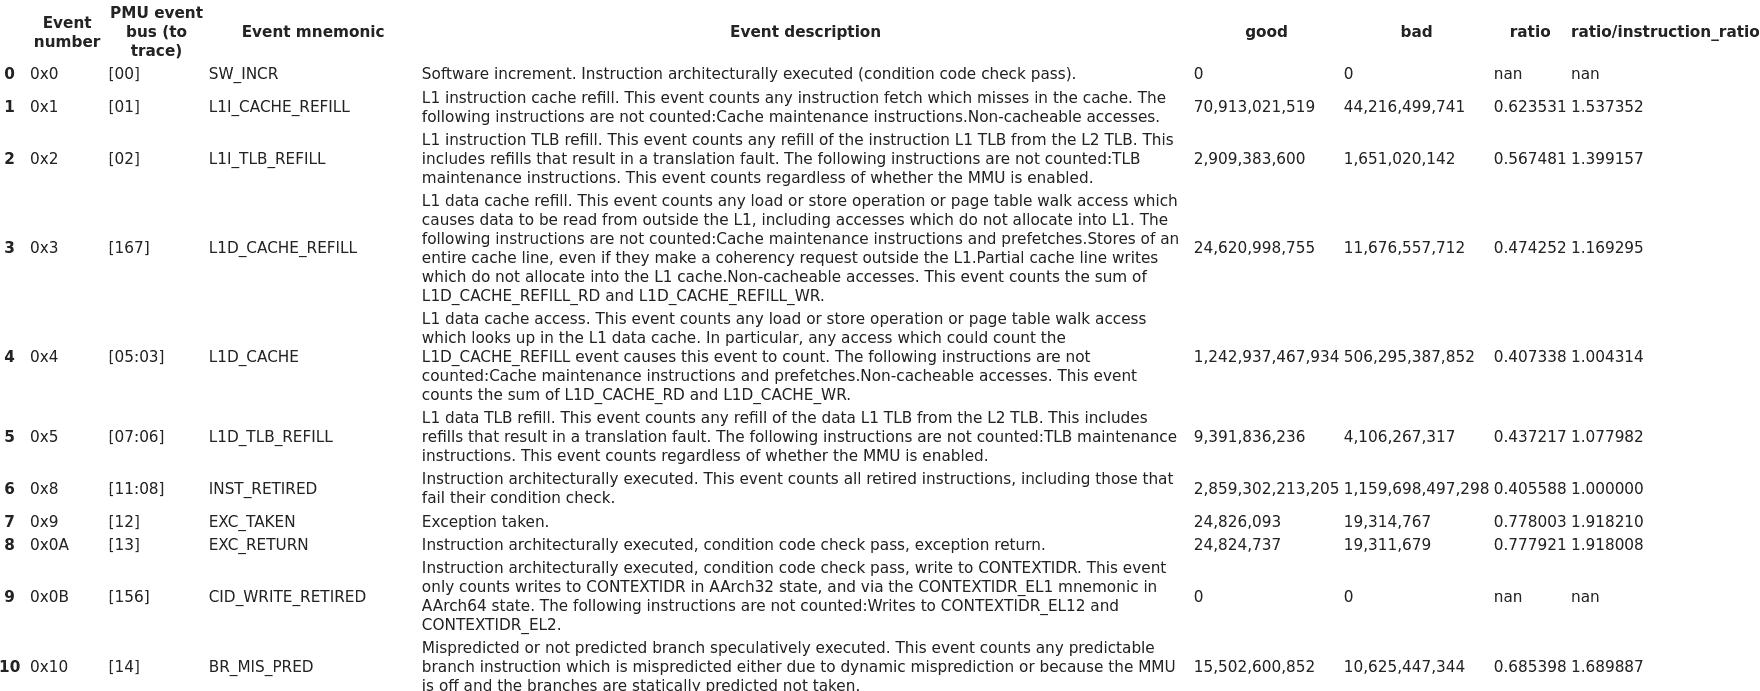 Event number PMU event bus (to trace) Event mnemonic Event description good bad ratio ratio/instruction_ratio
0 0x0 [00] SW_INCR Software increment. Instruction architecturally executed (condition code check pass). 0 0 nan nan
1 0x1 [01] L1I_CACHE_REFILL L1 instruction cache refill. This event counts any instruction fetch which misses in the cache. The
following instructions are not counted:Cache maintenance instructions.Non-cacheable accesses. 70,913,021,519 44,216,499,741 0.623531 1.537352
2 0x2 [02] L1I_TLB_REFILL L1 instruction TLB refill. This event counts any refill of the instruction L1 TLB from the L2 TLB. This
includes refills that result in a translation fault. The following instructions are not counted:TLB
maintenance instructions. This event counts regardless of whether the MMU is enabled. 2,909,383,600 1,651,020,142 0.567481 1.399157
3 0x3 [167] L1D_CACHE_REFILL L1 data cache refill. This event counts any load or store operation or page table walk access which
causes data to be read from outside the L1, including accesses which do not allocate into L1. The
following instructions are not counted:Cache maintenance instructions and prefetches.Stores of an
entire cache line, even if they make a coherency request outside the L1.Partial cache line writes
which do not allocate into the L1 cache.Non-cacheable accesses. This event counts the sum of
L1D_CACHE_REFILL_RD and L1D_CACHE_REFILL_WR. 24,620,998,755 11,676,557,712 0.474252 1.169295
4 0x4 [05:03] L1D_CACHE L1 data cache access. This event counts any load or store operation or page table walk access
which looks up in the L1 data cache. In particular, any access which could count the
L1D_CACHE_REFILL event causes this event to count. The following instructions are not
counted:Cache maintenance instructions and prefetches.Non-cacheable accesses. This event
counts the sum of L1D_CACHE_RD and L1D_CACHE_WR. 1,242,937,467,934 506,295,387,852 0.407338 1.004314
5 0x5 [07:06] L1D_TLB_REFILL L1 data TLB refill. This event counts any refill of the data L1 TLB from the L2 TLB. This includes
refills that result in a translation fault. The following instructions are not counted:TLB maintenance
instructions. This event counts regardless of whether the MMU is enabled. 9,391,836,236 4,106,267,317 0.437217 1.077982
6 0x8 [11:08] INST_RETIRED Instruction architecturally executed. This event counts all retired instructions, including those that
fail their condition check. 2,859,302,213,205 1,159,698,497,298 0.405588 1.000000
7 0x9 [12] EXC_TAKEN Exception taken. 24,826,093 19,314,767 0.778003 1.918210
8 0x0A [13] EXC_RETURN Instruction architecturally executed, condition code check pass, exception return. 24,824,737 19,311,679 0.777921 1.918008
9 0x0B [156] CID_WRITE_RETIRED Instruction architecturally executed, condition code check pass, write to CONTEXTIDR. This event
only counts writes to CONTEXTIDR in AArch32 state, and via the CONTEXTIDR_EL1 mnemonic in
AArch64 state. The following instructions are not counted:Writes to CONTEXTIDR_EL12 and
CONTEXTIDR_EL2. 0 0 nan nan
10 0x10 [14] BR_MIS_PRED Mispredicted or not predicted branch speculatively executed. This event counts any predictable
branch instruction which is mispredicted either due to dynamic misprediction or because the MMU
is off and the branches are statically predicted not taken. 15,502,600,852 10,625,447,344 0.685398 1.689887